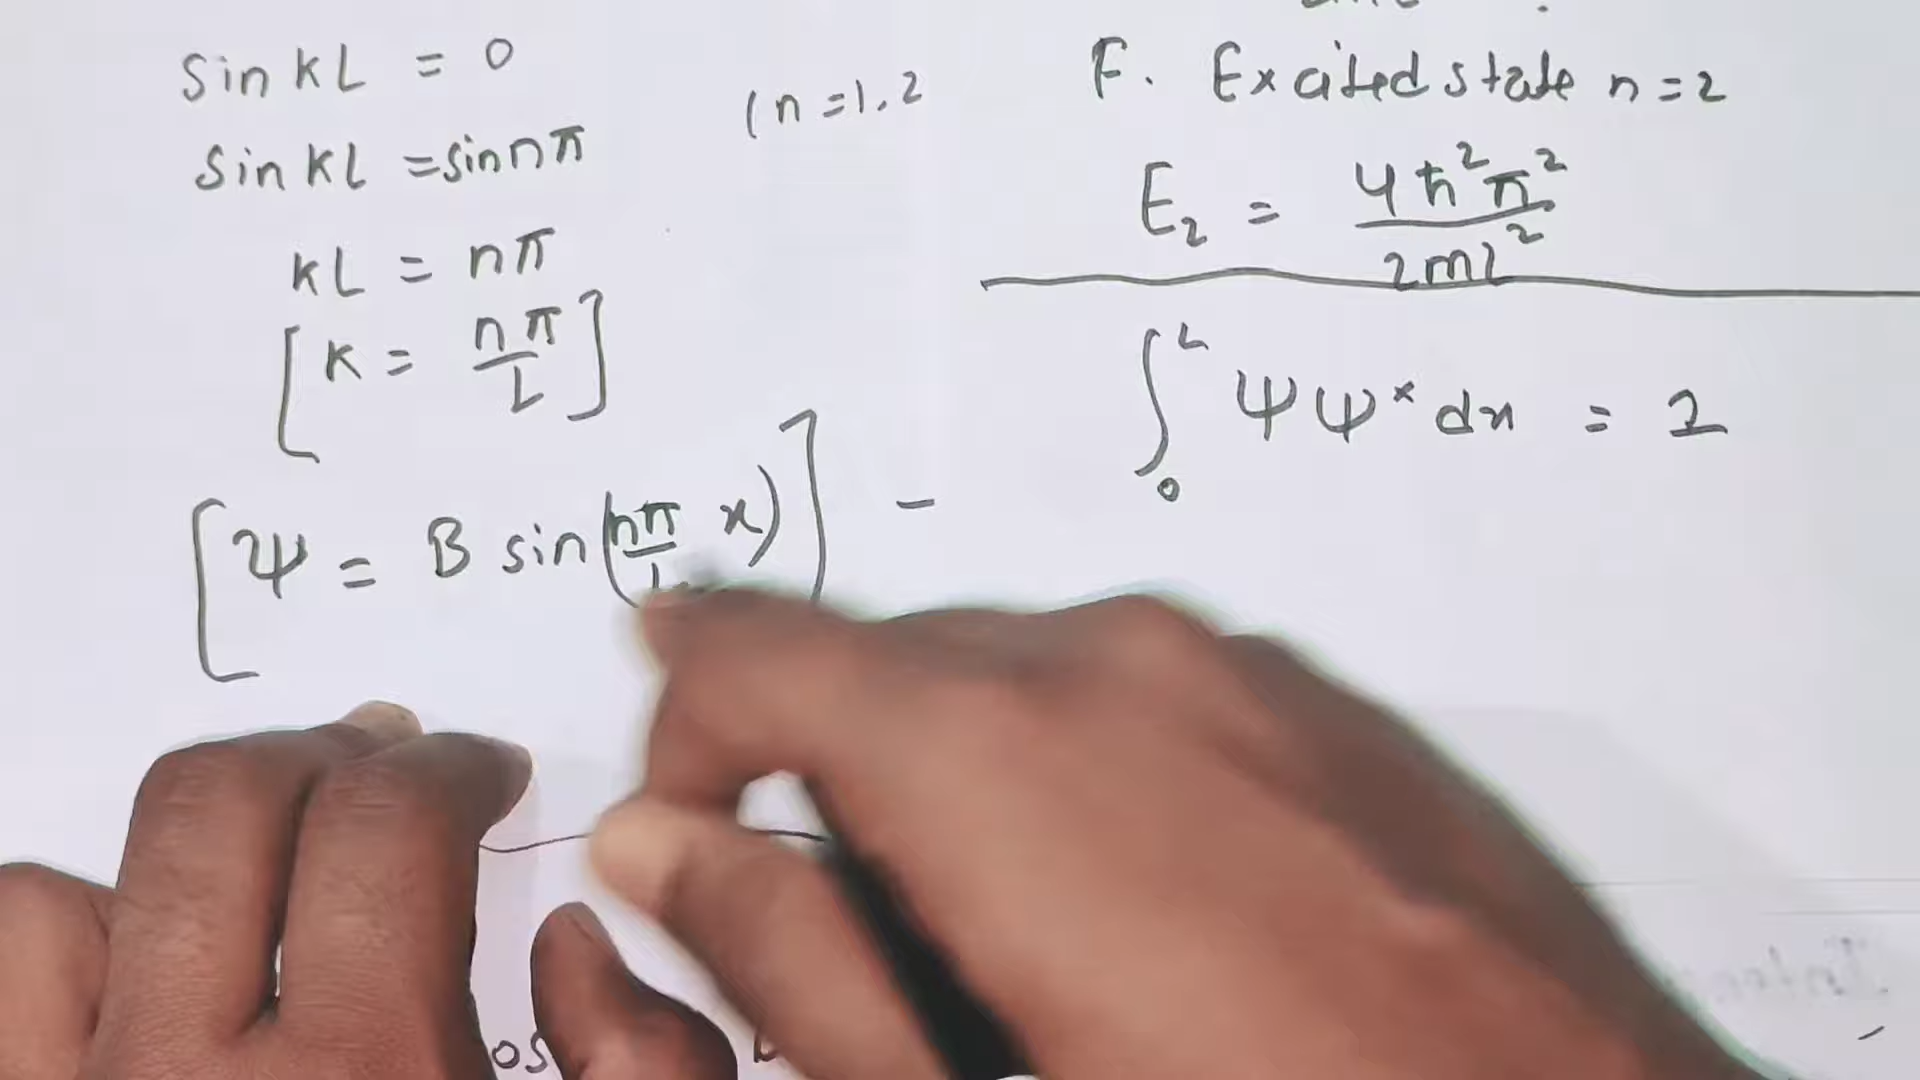 sin kL = 0
sin kL = sin nπ
(n = 1, 2
kL = nπ
[k = nπ/L]
[ψ = B sin(nπ/L x)] -
os
F. Excited state n = 2
E₂ = 4ħ²π²/2mL²
∫₀ᴸ ψψ* dx = 1